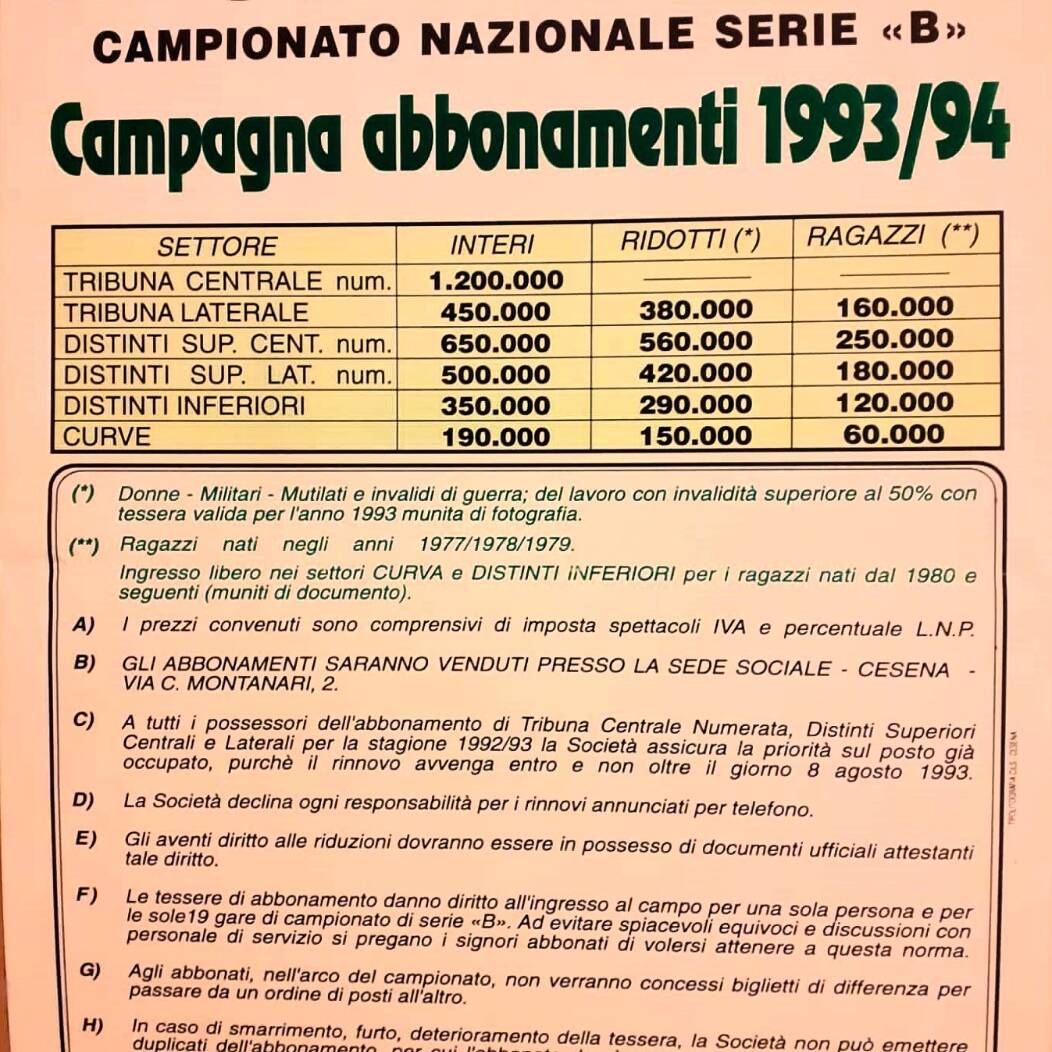 CAMPIONATO NAZIONALE SERIE «B»
Campagna abbonamenti 1993/94
SETTORE INTERI RIDOTTI (*) RAGAZZI (**)
TRIBUNA CENTRALE num. 1.200.000
TRIBUNA LATERALE 450.000 380.000 160.000
DISTINTI SUP. CENT. num. 650.000 560.000 250.000
DISTINTI SUP. LAT. num. 500.000 420.000 180.000
DISTINTI INFERIORI 350.000 290.000 120.000
CURVE 190.000 150.000 60.000
(*) Donne - Militari - Mutilati e invalidi di guerra; del lavoro con invalidità superiore al 50% con
tessera valida per l'anno 1993 munita di fotografia.
(**) Ragazzi nati negli anni 1977/1978/1979.
Ingresso libero nei settori CURVA e DISTINTI INFERIORI per i ragazzi nati dal 1980 e
seguenti (muniti di documento).
A) I prezzi convenuti sono comprensivi di imposta spettacoli IVA e percentuale L.N.P.
B) GLI ABBONAMENTI SARANNO VENDUTI PRESSO LA SEDE SOCIALE - CESENA -
VIA C. MONTANARI, 2.
C) A tutti i possessori dell'abbonamento di Tribuna Centrale Numerata, Distinti Superiori
Centrali e Laterali per la stagione 1992/93 la Società assicura la priorità sul posto già
occupato, purchè il rinnovo avvenga entro e non oltre il giorno 8 agosto 1993.
D) La Società declina ogni responsabilità per i rinnovi annunciati per telefono.
E) Gli aventi diritto alle riduzioni dovranno essere in possesso di documenti ufficiali attestanti
tale diritto.
F) Le tessere di abbonamento danno diritto all'ingresso al campo per una sola persona e per
le sole19 gare di campionato di serie «B». Ad evitare spiacevoli equivoci e discussioni con
personale di servizio si pregano i signori abbonati di volersi attenere a questa norma.
G) Agli abbonati, nell'arco del campionato, non verranno concessi biglietti di differenza per
passare da un ordine di posti all'altro.
H) In caso di smarrimento, furto, deterioramento della tessera, la Società non può emettere
duplicati dell'abbonamento, per cui
CESENA